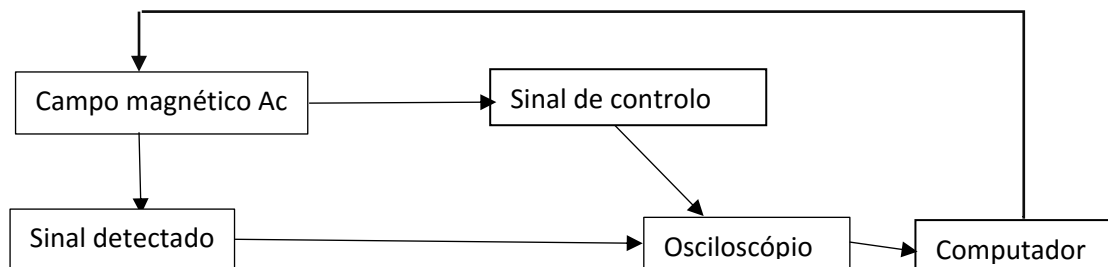 Campo magnético Ac
Sinal de controlo
Sinal detectado
Osciloscópio
Computador